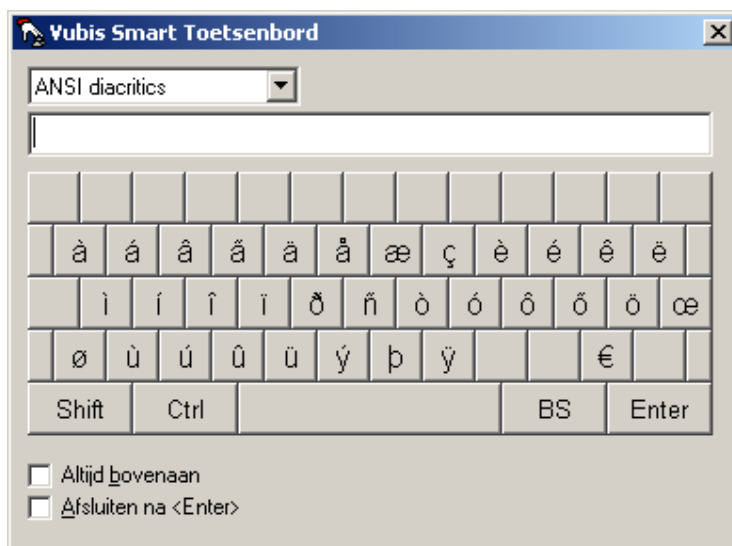 Vubis Smart Toetsenbord
ANSI diacritics
à á â ã ä å æ ç è é ê ë
ì í î ï ð ñ ò ó ô õ ö œ
ø ù ú û ü ý þ ÿ €
Shift Ctrl BS Enter
Altijd bovenaan
Afsluiten na <Enter>